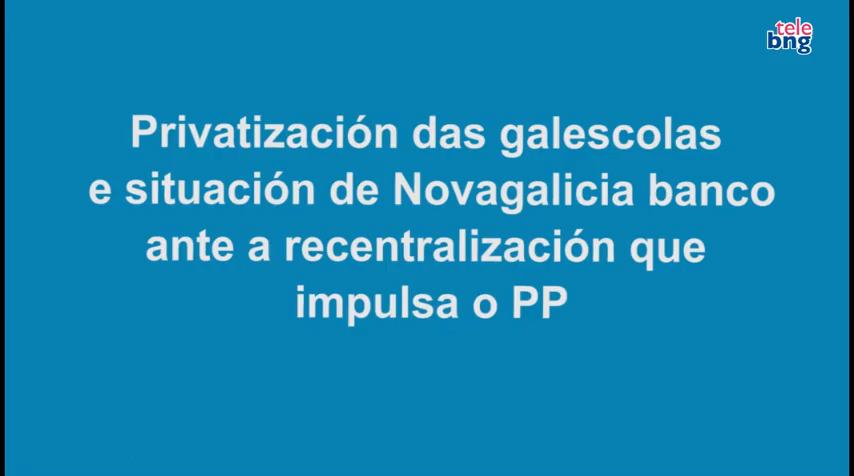 tele
bng
Privatización das galescolas
e situación de Novagalicia banco
ante a recentralización que
impulsa o PP